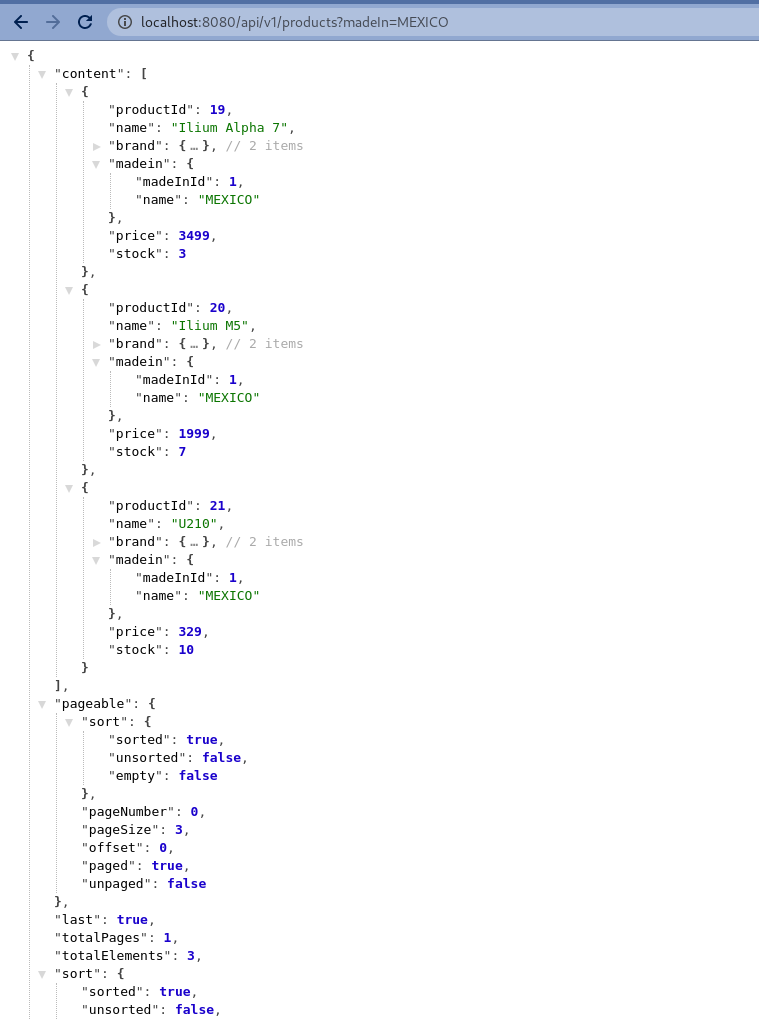 localhost:8080/api/v1/products?madeIn=MEXICO
{
"content": [
{
"productId": 19,
"name": "Ilium Alpha 7",
"brand": {…}, // 2 items
"madein": {
"madeInId": 1,
"name": "MEXICO"
},
"price": 3499,
"stock": 3
},
{
"productId": 20,
"name": "Ilium M5",
"brand": {…}, // 2 items
"madein": {
"madeInId": 1,
"name": "MEXICO"
},
"price": 1999,
"stock": 7
},
{
"productId": 21,
"name": "U210",
"brand": {…}, // 2 items
"madein": {
"madeInId": 1,
"name": "MEXICO"
},
"price": 329,
"stock": 10
}
],
"pageable": {
"sort": {
"sorted": true,
"unsorted": false,
"empty": false
},
"pageNumber": 0,
"pageSize": 3,
"offset": 0,
"paged": true,
"unpaged": false
},
"last": true,
"totalPages": 1,
"totalElements": 3,
"sort": {
"sorted": true,
"unsorted": false,